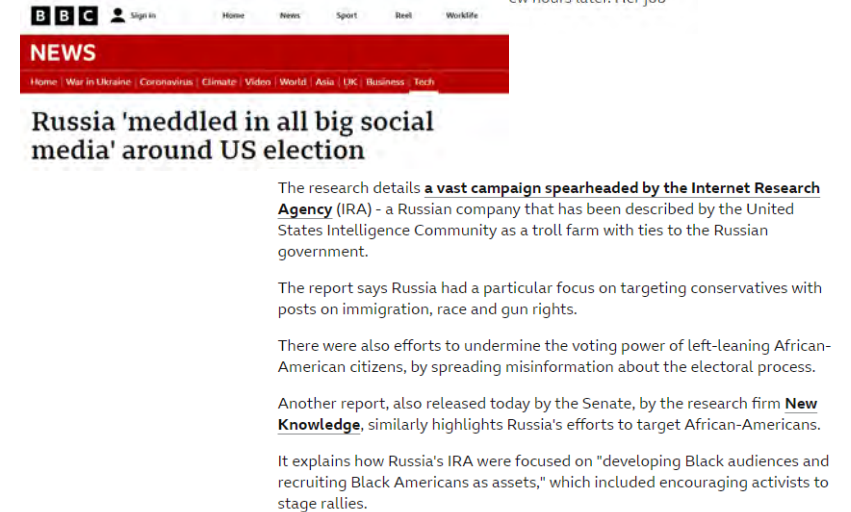 ew hours later. Her job
BBC Sign in Home News Sport Reel Worklife
NEWS
Home War in Ukraine Coronavirus Climate Video World Asia UK Business Tech
Russia 'meddled in all big social
media' around US election
The research details a vast campaign spearheaded by the Internet Research
Agency (IRA) - a Russian company that has been described by the United
States Intelligence Community as a troll farm with ties to the Russian
government.
The report says Russia had a particular focus on targeting conservatives with
posts on immigration, race and gun rights.
There were also efforts to undermine the voting power of left-leaning African-
American citizens, by spreading misinformation about the electoral process.
Another report, also released today by the Senate, by the research firm New
Knowledge, similarly highlights Russia's efforts to target African-Americans.
It explains how Russia's IRA were focused on "developing Black audiences and
recruiting Black Americans as assets," which included encouraging activists to
stage rallies.